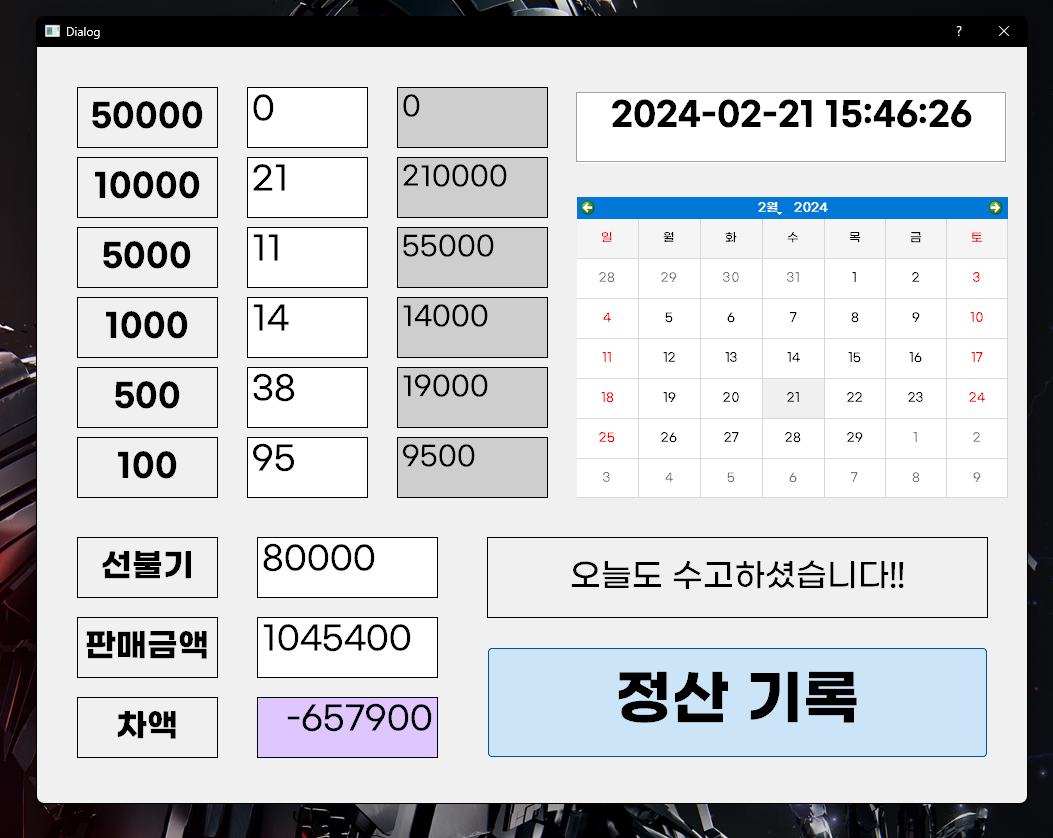 Dialog ?
50000 0 0
10000 21 210000
5000 11 55000
1000 14 14000
500 38 19000
100 95 9500
2024-02-21 15:46:26
2월 2024
일 월 화 수 목 금 토
28 29 30 31 1 2 3
4 5 6 7 8 9 10
11 12 13 14 15 16 17
18 19 20 21 22 23 24
25 26 27 28 29 1 2
3 4 5 6 7 8 9
선불기 80000
판매금액 1045400
차액 -657900
오늘도 수고하셨습니다!!
정산 기록